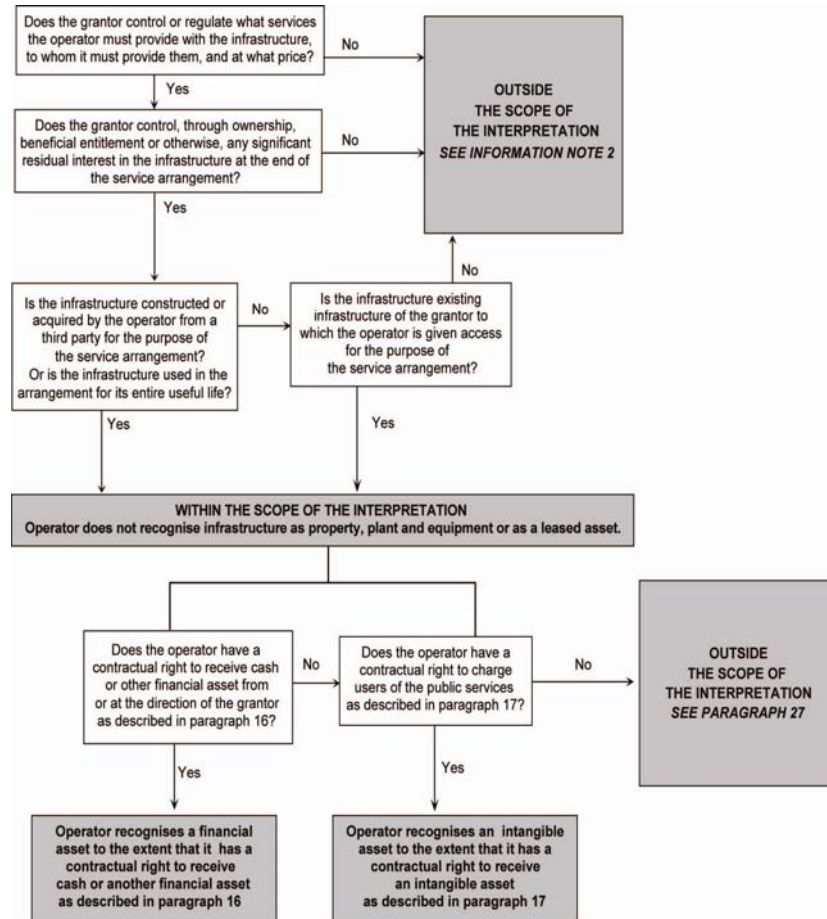 Does the grantor control or regulate what services
the operator must provide with the infrastructure,
to whom it must provide them, and at what price?
No
Yes
OUTSIDE
THE SCOPE OF
THE INTERPRETATION
SEE INFORMATION NOTE 2
Does the grantor control, through ownership,
beneficial entitlement or otherwise, any significant
residual interest in the infrastructure at the end of
the service arrangement?
No
Yes
No
Is the infrastructure constructed or
acquired by the operator from a
third party for the purpose of
the service arrangement?
Or is the infrastructure used in the
arrangement for its entire useful life?
No
Is the infrastructure existing
infrastructure of the grantor to
which the operator is given access
for the purpose of
the service arrangement?
Yes
Yes
WITHIN THE SCOPE OF THE INTERPRETATION
Operator does not recognise infrastructure as property, plant and equipment or as a leased asset.
Does the operator have a
contractual right to receive cash
or other financial asset from
or at the direction of the grantor
as described in paragraph 16?
No
Does the operator have a
contractual right to charge
users of the public services
as described in paragraph 17?
No
OUTSIDE
THE SCOPE OF
THE INTERPRETATION
SEE PARAGRAPH 27
Yes
Yes
Operator recognises a financial
asset to the extent that it has a
contractual right to receive
cash or another financial asset
as described in paragraph 16
Operator recognises an intangible
asset to the extent that it has a
contractual right to receive
an intangible asset
as described in paragraph 17